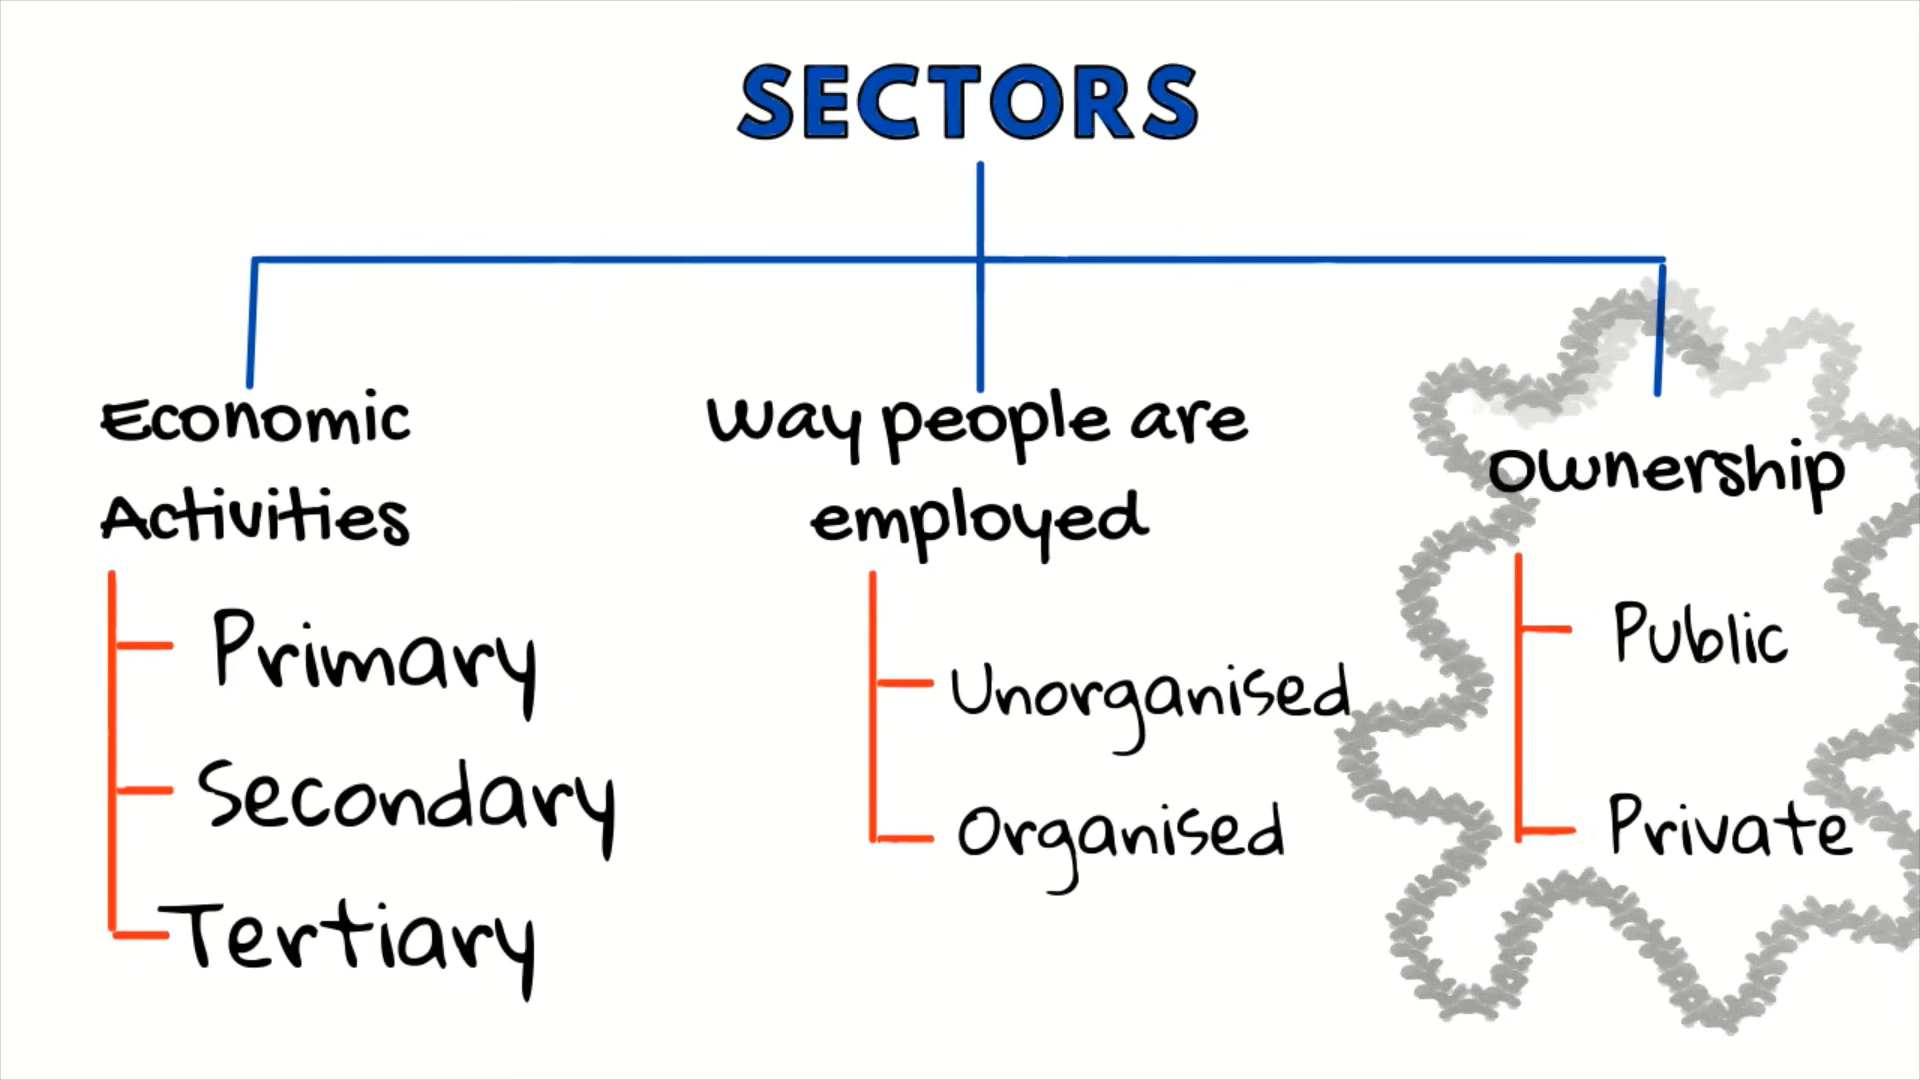 SECTORS
Economic
Activities
Primary
Secondary
Tertiary
Way people are
employed
Unorganised
Organised
ownership
Public
Private